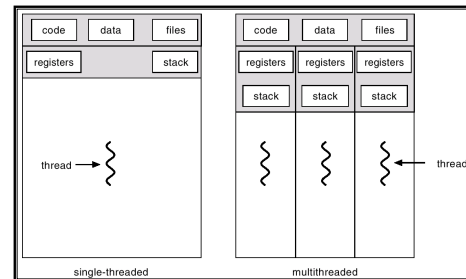 code data files code data files
registers stack registers registers registers
stack stack stack
thread thread
single-threaded multithreaded